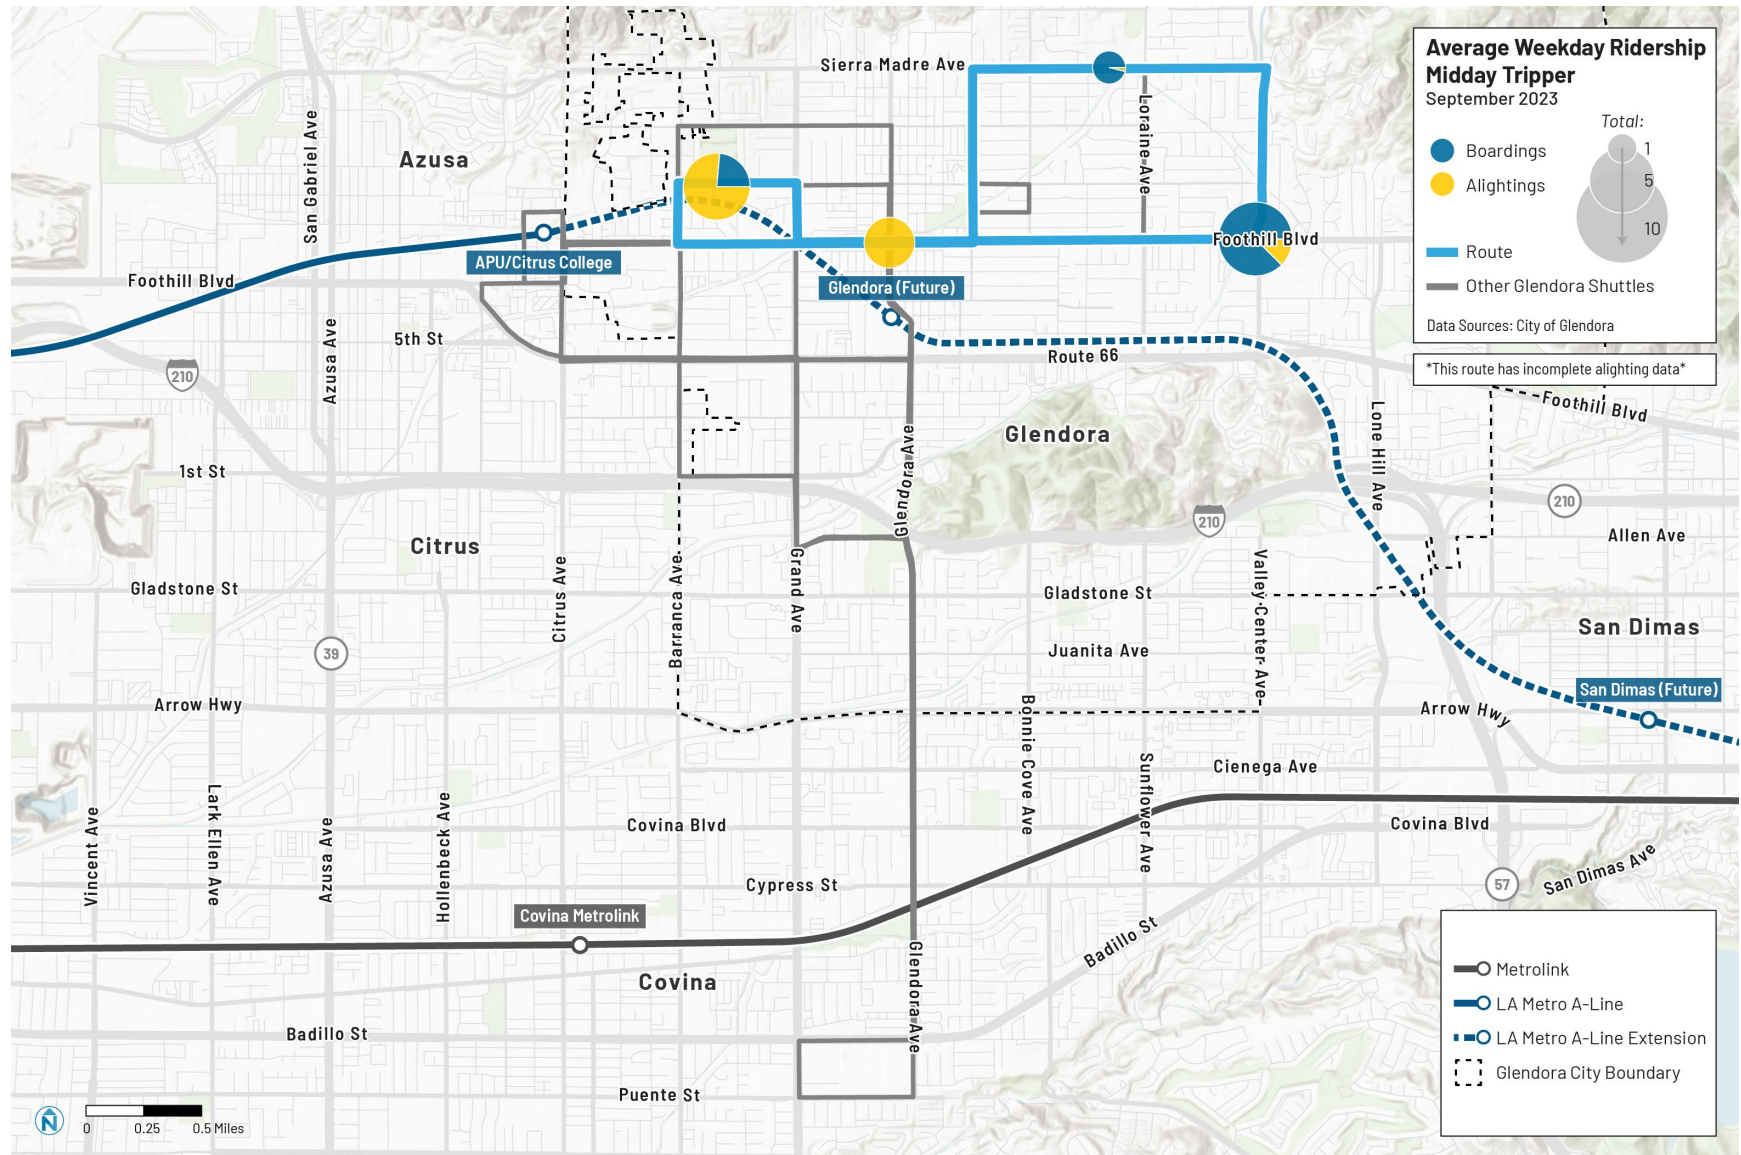 Average Weekday Ridership
Midday Tripper
September 2023
Total:
1
5
10
Boardings
Alightings
Route
Other Glendora Shuttles
Data Sources: City of Glendora
*This route has incomplete alighting data*
Sierra Madre Ave
Loraine Ave
San Gabriel Ave
Azusa
Foothill Blvd
APU/Citrus College
Foothill Blvd
Glendora (Future)
5th St
Azusa Ave
210
Route 66
Foothill Blvd
Glendora
Lone Hill Ave
Glendora Ave
1st St
210
210
Allen Ave
Citrus
Citrus Ave
Barranca Ave
Grand Ave
Valley Center Ave
Gladstone St
Gladstone St
San Dimas
39
Juanita Ave
San Dimas (Future)
Arrow Hwy
Arrow Hwy
Bonnie Cove Ave
Sunflower Ave
Cienega Ave
Vincent Ave
Lark Ellen Ave
Azusa Ave
Hollenbeck Ave
Covina Blvd
Covina Blvd
Cypress St
57
San Dimas Ave
Covina Metrolink
Badillo St
Glendora Ave
Covina
Badillo St
Puente St
Metrolink
LA Metro A-Line
LA Metro A-Line Extension
Glendora City Boundary
N
0
0.25
0.5 Miles